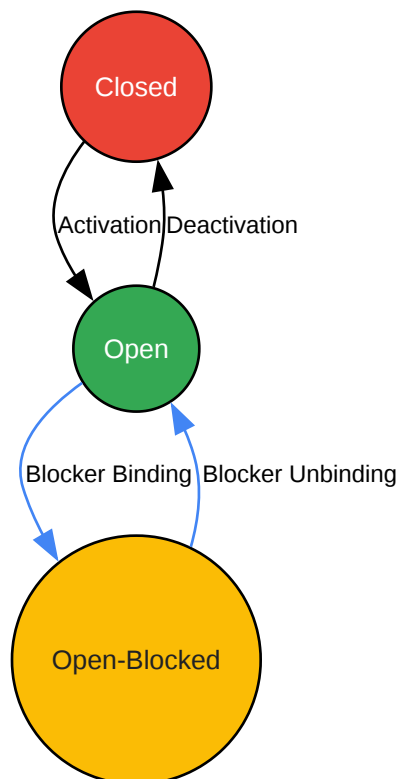 Closed
Activation Deactivation
Open
Blocker Binding Blocker Unbinding
Open-Blocked